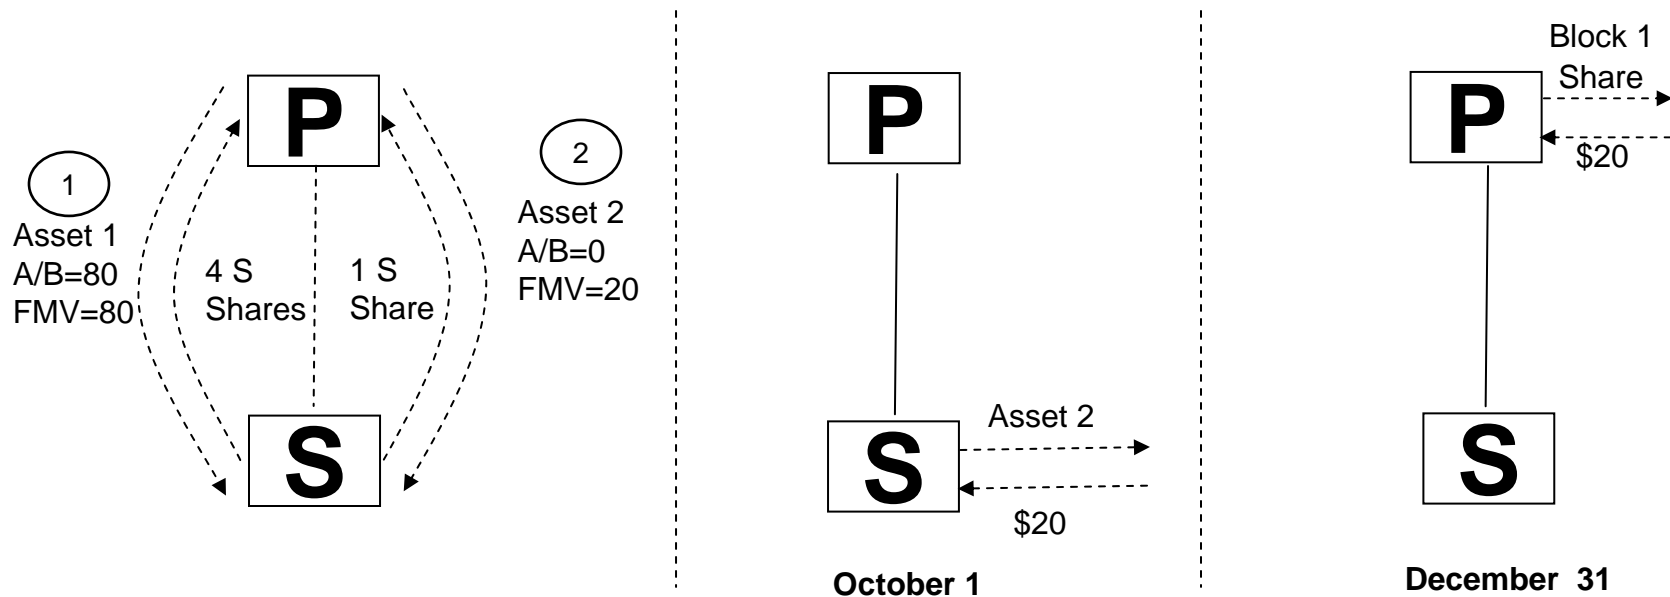 P
1
Asset 1
A/B=80
FMV=80
4 S
Shares
1 S
Share
2
Asset 2
A/B=0
FMV=20
S
P
Asset 2
S
$20
October 1
Block 1
Share
P
$20
S
December 31